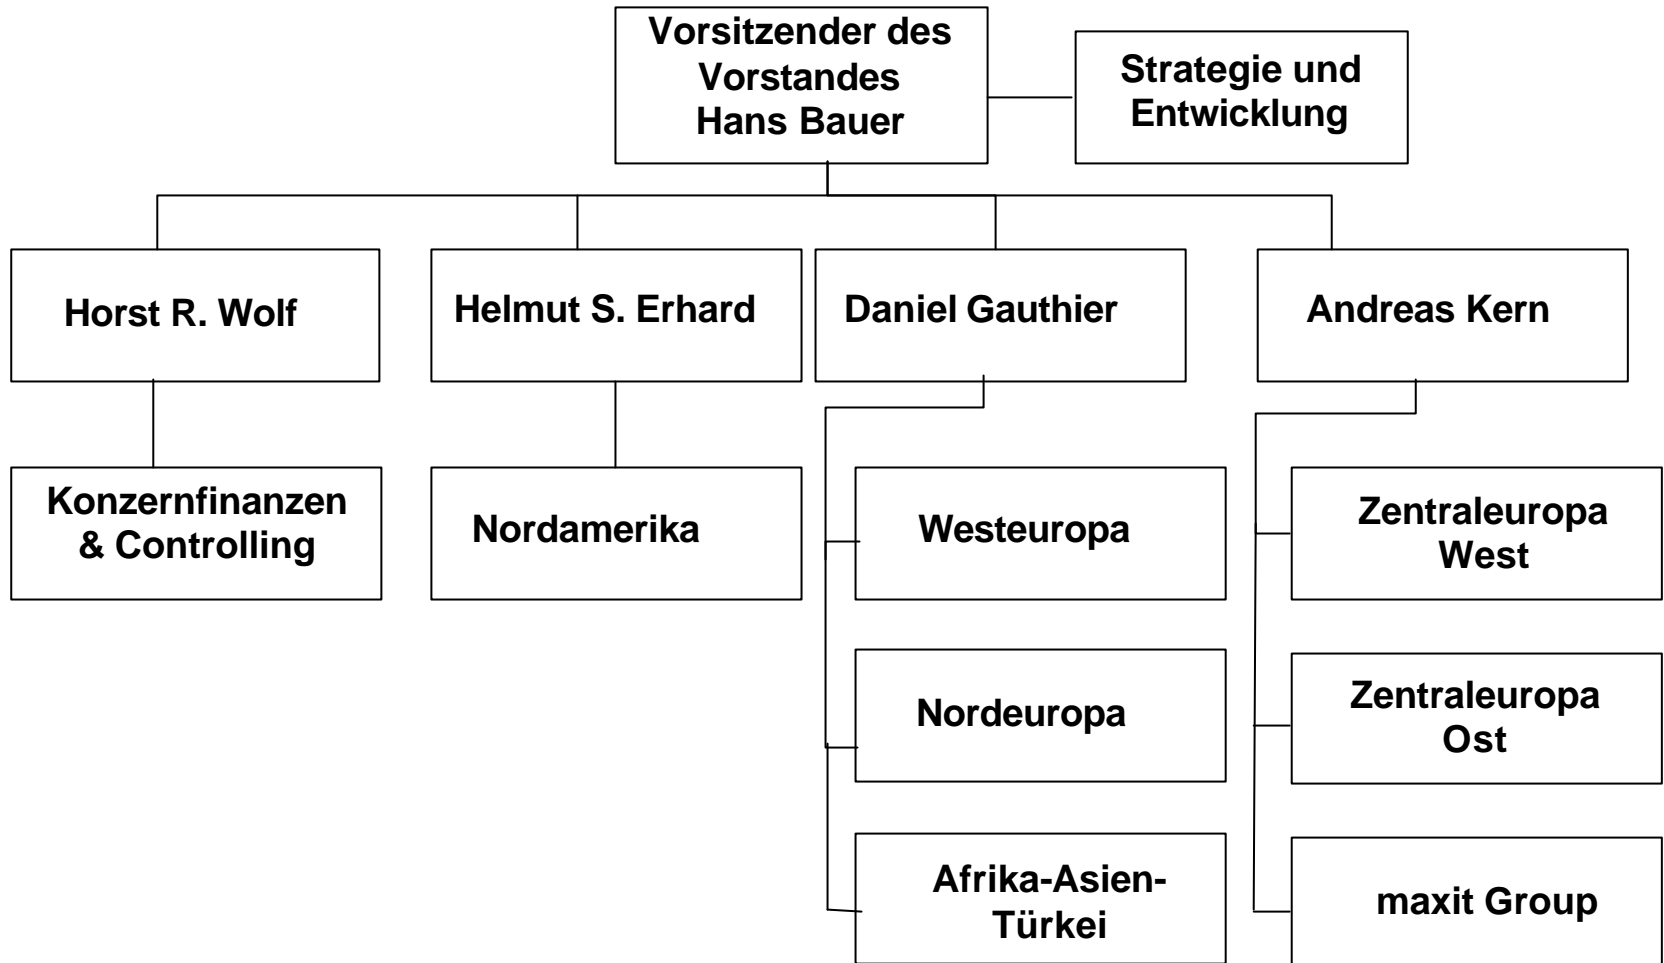 Vorsitzender des
Vorstandes
Hans Bauer
Strategie und
Entwicklung
Horst R. Wolf
Helmut S. Erhard
Daniel Gauthier
Andreas Kern
Konzernfinanzen
& Controlling
Nordamerika
Westeuropa
Zentraleuropa
West
Nordeuropa
Zentraleuropa
Ost
Afrika-Asien-
Türkei
maxit Group